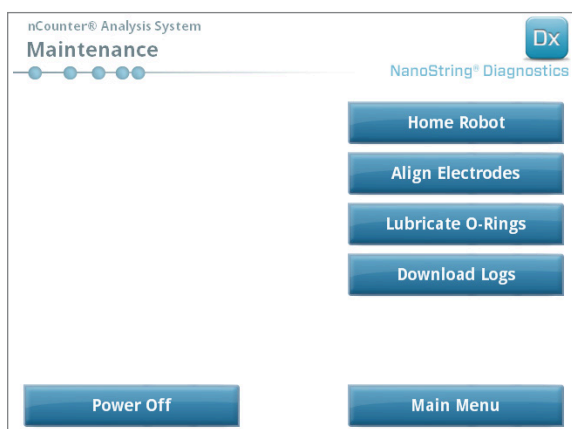 nCounter® Analysis System
Maintenance
Dx
NanoString® Diagnostics
Home Robot
Align Electrodes
Lubricate O-Rings
Download Logs
Power Off
Main Menu